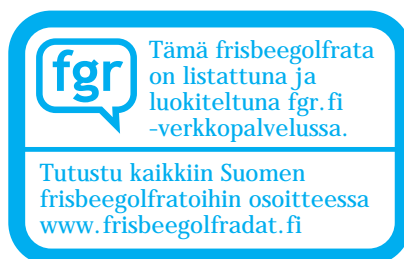 fgr
Tämä frisbeegolfrata
on listattuna ja
luokiteltuna fgr.fi
-verkkopalvelussa.
Tutustu kaikkiin Suomen
frisbeegolfratoihin osoitteessa
www.frisbeegolfradat.fi